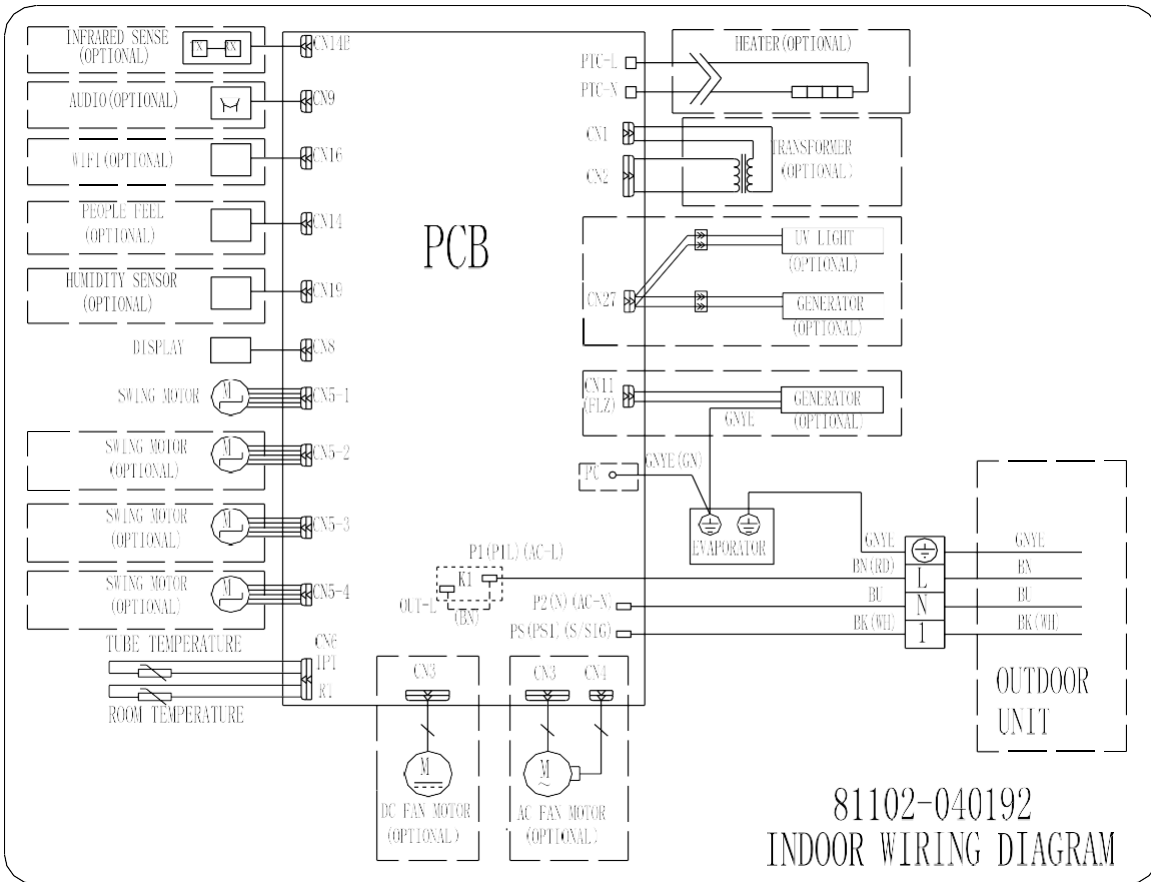 INFRARED SENSE
(OPTIONAL)
CN14B
AUDIO(OPTIONAL)
CN9
WIFI(OPTIONAL)
CN16
PEOPLE FEEL
(OPTIONAL)
CN14
HUMIDITY SENSOR
(OPTIONAL)
CN19
DISPLAY
CN8
SWING MOTOR
M
CN5-1
SWING MOTOR
(OPTIONAL)
M
CN5-2
SWING MOTOR
(OPTIONAL)
M
CN5-3
SWING MOTOR
(OPTIONAL)
M
CN5-4
TUBE TEMPERATURE
CN6
IPT
RT
ROOM TEMPERATURE
PCB
HEATER(OPTIONAL)
PTC-L
PTC-N
CN1
CN2
TRANSFORMER
(OPTIONAL)
UV LIGHT
(OPTIONAL)
CN27
GENERATOR
(OPTIONAL)
CN11
(FLZ)
GENERATOR
(OPTIONAL)
GNYE
PC
GNYE(GN)
EVAPORATOR
P1(P1L)(AC-L)
K1
OUT-L
(BN)
P2(N)(AC-N)
PS(PS1)(S/SIG)
GNYE
BN(RD)
BU
BK(WH)
L
N
1
GNYE
BN
BU
BK(WH)
OUTDOOR
UNIT
CN3
M
DC FAN MOTOR
(OPTIONAL)
CN3
CN4
M
~
AC FAN MOTOR
(OPTIONAL)
81102-040192
INDOOR WIRING DIAGRAM